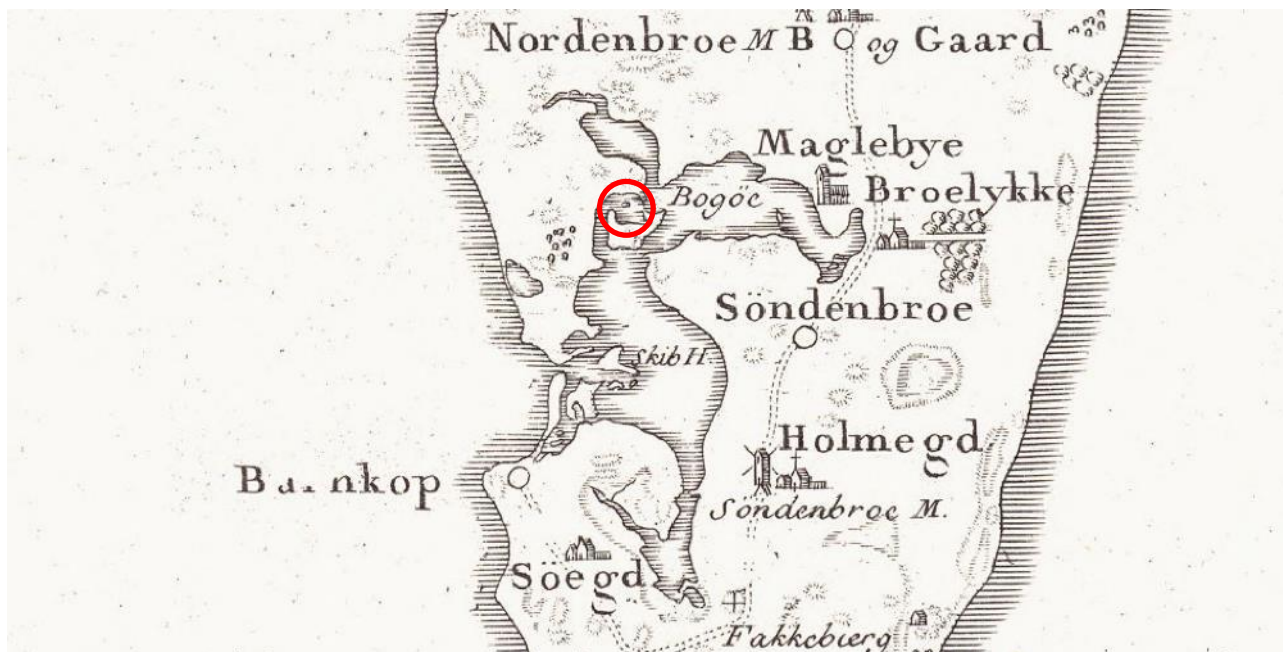 Nordenbroe M B og Gaard
Maglebye
Bogöe
Broelykke
Söndenbroe
Skib H.
Holmegd.
Söndenbroe M.
Söegd.
Fakkebierg